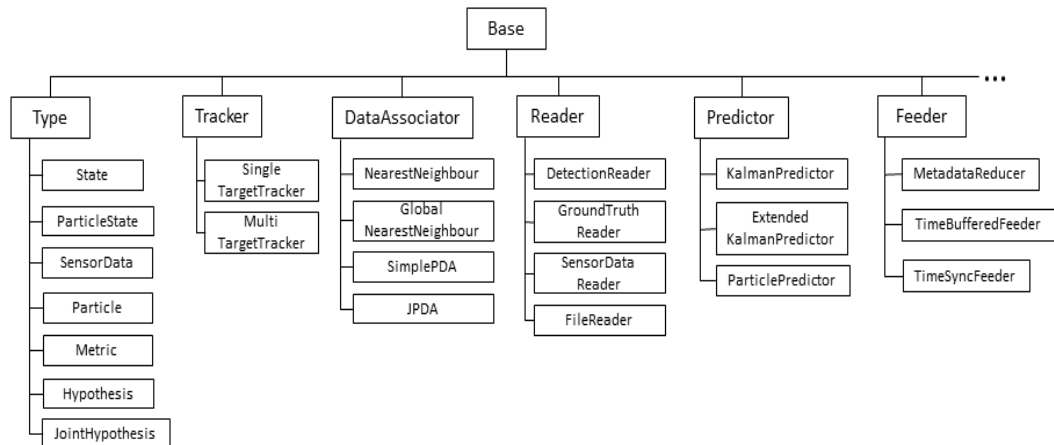 Base
...
Type
Tracker
DataAssociator
Reader
Predictor
Feeder
State
ParticleState
SensorData
Particle
Metric
Hypothesis
JointHypothesis
Single
TargetTracker
Multi
TargetTracker
NearestNeighbour
Global
NearestNeighbour
SimplePDA
JPDA
DetectionReader
GroundTruth
Reader
SensorData
Reader
FileReader
KalmanPredictor
Extended
KalmanPredictor
ParticlePredictor
MetadataReducer
TimeBufferedFeeder
TimeSyncFeeder